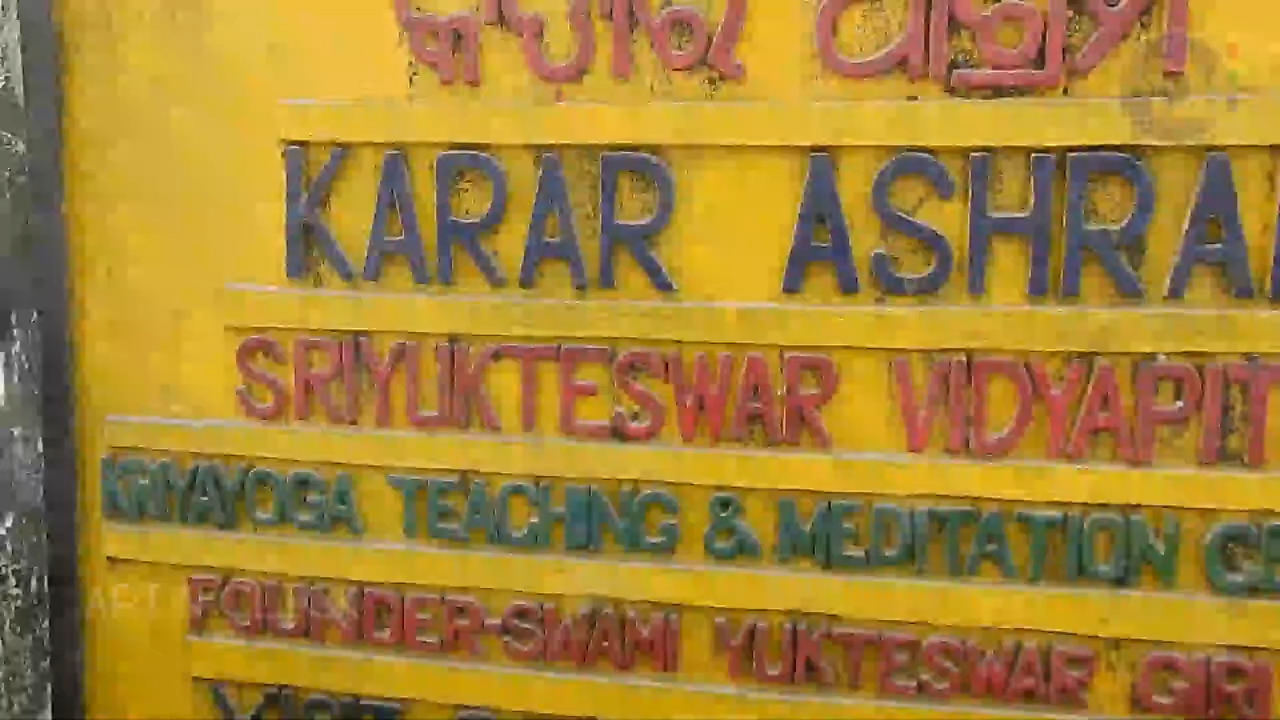 KARAR ASHRA
SRIYUKTESWAR VIDYAPIT
KRIYAYOGA TEACHING & MEDITATION CE
FOUNDER-SWAMI YUKTESWAR GIRI